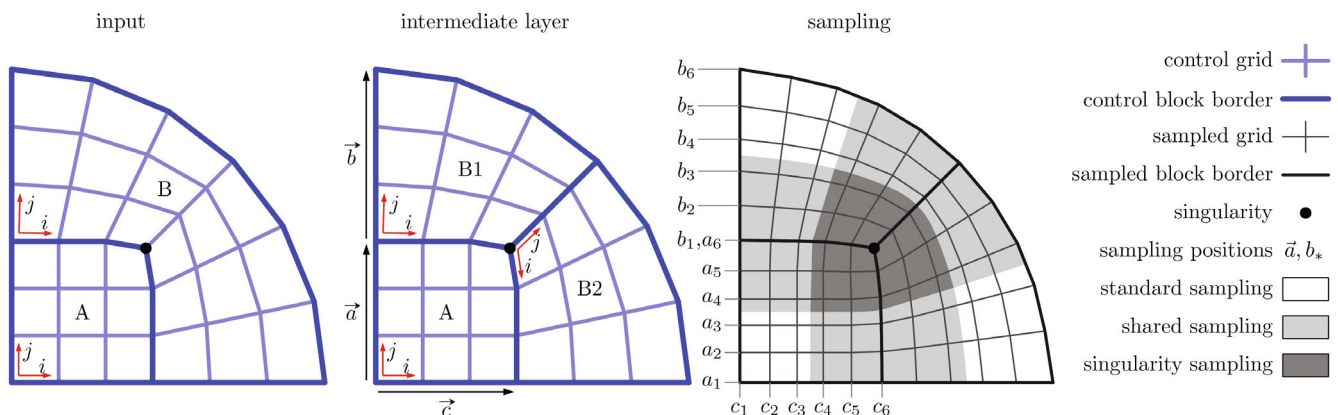 input
intermediate layer
sampling
B
A
j
i
j
i
B1
B2
A
j
i
j
i
j
i
b⃗
a⃗
c⃗
b₆
b₅
b₄
b₃
b₂
b₁,a₆
a₅
a₄
a₃
a₂
a₁
c₁ c₂ c₃ c₄ c₅ c₆
control grid
control block border
sampled grid
sampled block border
singularity
sampling positions a⃗, b*
standard sampling
shared sampling
singularity sampling